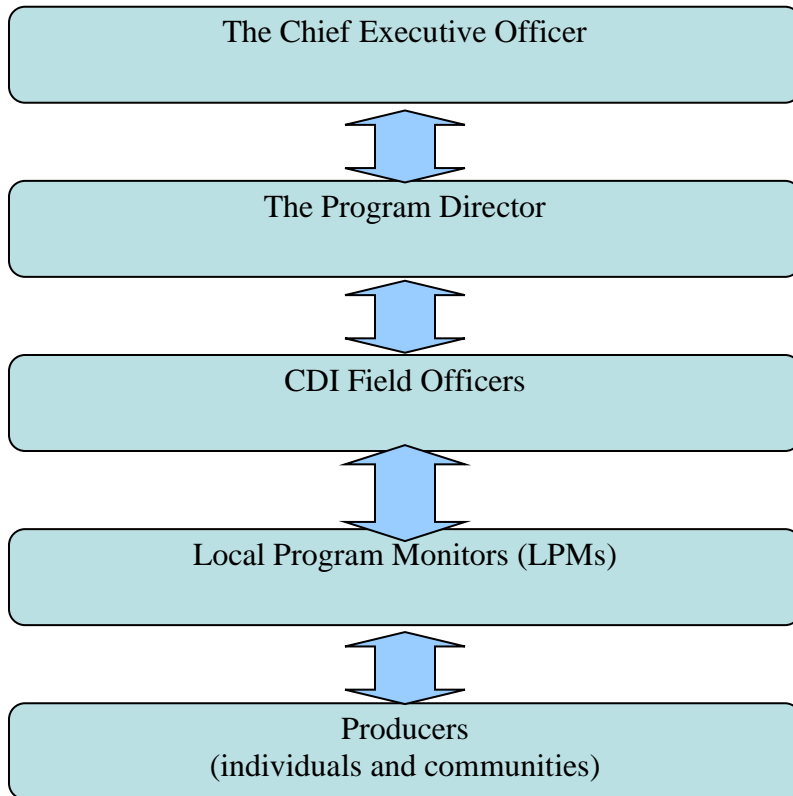 The Chief Executive Officer
The Program Director
CDI Field Officers
Local Program Monitors (LPMs)
Producers
(individuals and communities)